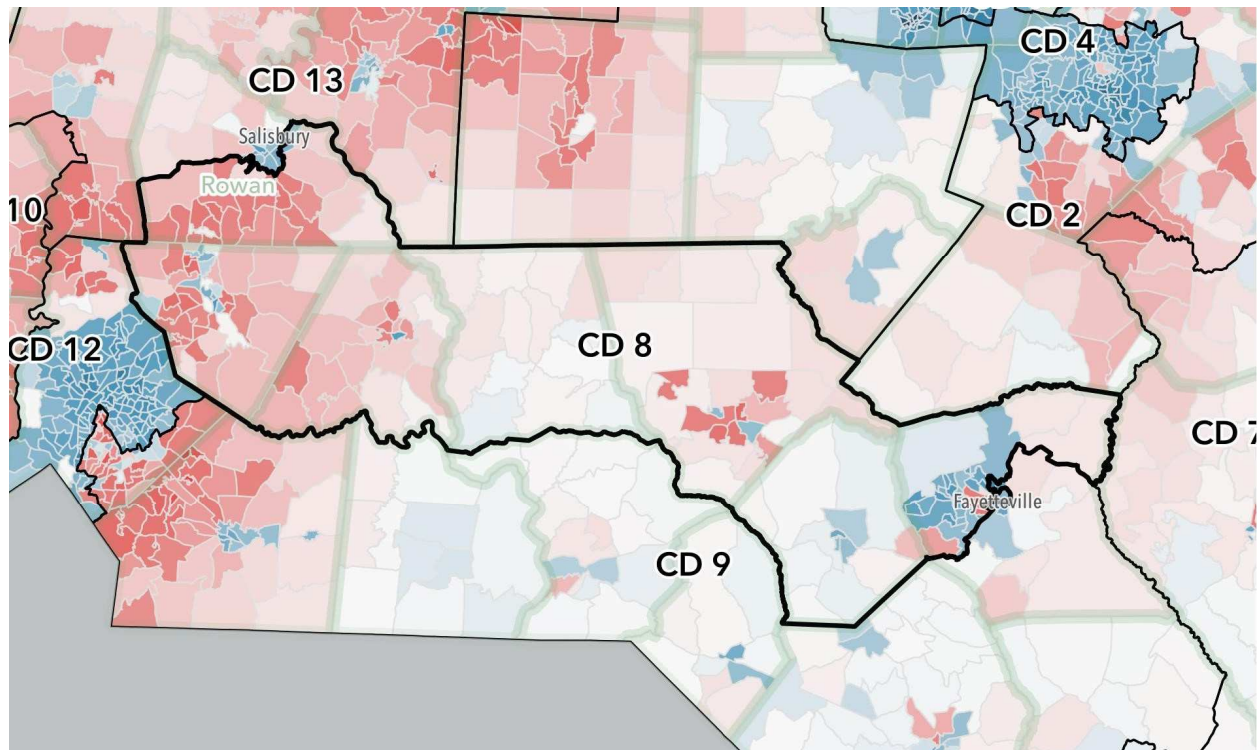 CD 4
CD 13
Salisbury
Rowan
10
CD 2
CD 12
CD 8
CD 7
Fayetteville
CD 9